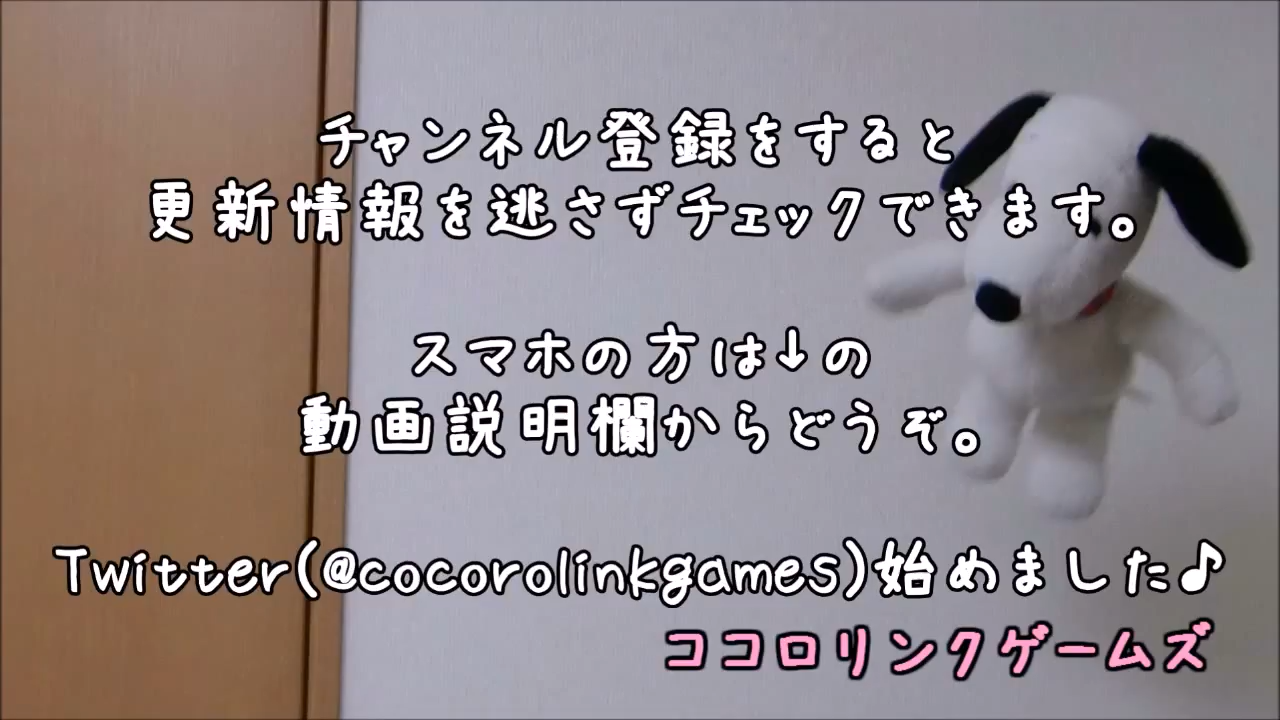 チャンネル登録をすると
更新情報を逃さずチェックできます。
スマホの方は↓の
動画説明欄からどうぞ。
Twitter(@cocorolinkgames)始めました♪
ココロリンクゲームズ